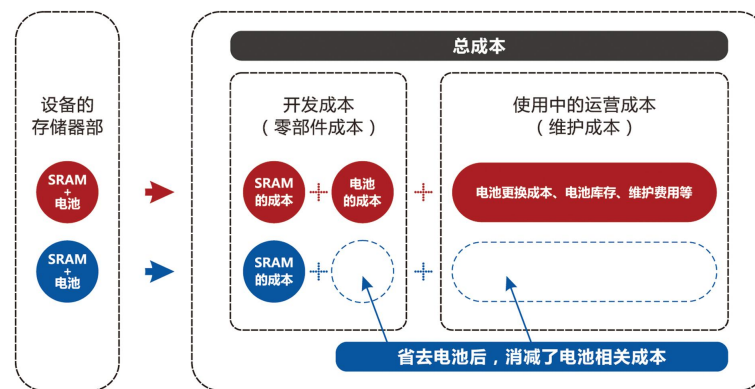 总成本
设备的
存储器部
开发成本
（零部件成本）
使用中的运营成本
（维护成本）
SRAM
+
电池
SRAM
的成本
电池
的成本
电池更换成本、电池库存、维护费用等
SRAM
+
电池
SRAM
的成本
省去电池后，消减了电池相关成本